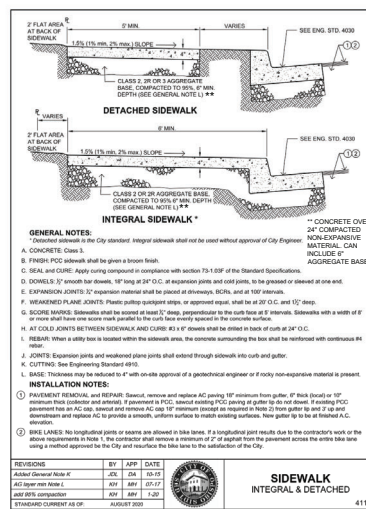 2' FLAT AREA
AT BACK OF
SIDEWALK
5' MIN.
VARIES
SEE ENG. STD. 4030
1.5% (1% min, 2% max.) SLOPE
1 2
CLASS 2, 2R OR 3 AGGREGATE
BASE, COMPACTED TO 95%, 6" MIN.
DEPTH (SEE GENERAL NOTE L) **
DETACHED SIDEWALK
VARIES
2' FLAT AREA
AT BACK OF
SIDEWALK
6' MIN.
SEE ENG. STD. 4030
1.5% (1% min, 2% max.) SLOPE
1 2
CLASS 2 OR 2R AGGREGATE BASE,
COMPACTED TO 95% 6" MIN. DEPTH
(SEE GENERAL NOTE L) **
INTEGRAL SIDEWALK *
** CONCRETE OVE
24" COMPACTED
NON-EXPANSIVE
MATERIAL. CAN
INCLUDE 6"
AGGREGATE BASE
GENERAL NOTES:
* Detached sidewalk is the City standard. Integral sidewalk shall not be used without approval of City Engineer.
A. CONCRETE: Class 3.
B. FINISH: PCC sidewalk shall be given a broom finish.
C. SEAL and CURE: Apply curing compound in compliance with section 73-1.03F of the Standard Specifications.
D. DOWELS: ½" smooth bar dowels, 18" long at 24" O.C. at expansion joints and cold joints, to be greased or sleeved at one end.
E. EXPANSION JOINTS: ¼" expansion material shall be placed at driveways, BCRs, and at 100' intervals.
F. WEAKENED PLANE JOINTS: Plastic pulltop quickjoint strips, or approved equal, shall be at 20' O.C. and 1½" deep.
G. SCORE MARKS: Sidewalks shall be scored at least ¼" deep, perpendicular to the curb face at 5' intervals. Sidewalks with a width of 8'
or more shall have one score mark parallel to the curb face evenly spaced in the concrete surface.
H. AT COLD JOINTS BETWEEN SIDEWALK AND CURB: #3 x 6" dowels shall be drilled in back of curb at 24" O.C.
I. REBAR: When a utility box is located within the sidewalk area, the concrete surrounding the box shall be reinforced with continuous #4
rebar.
J. JOINTS: Expansion joints and weakened plane joints shall extend through sidewalk into curb and gutter.
K. CUTTING: See Engineering Standard #910.
L. BASE: Thickness may be reduced to 4" with on-site approval of a geotechnical engineer or if rocky non-expansive material exists.
INSTALLATION NOTES:
1 PAVEMENT REMOVAL AND REPAIR: Sawcut, remove and replace AC paving 18" minimum from gutter, 6" thick (local) or 10"
minimum thick (collector and arterial). If pavement is PCC, sawcut existing PCC paving at gutter lip do not dowel. If existing PCC
pavement has an AC cap, sawcut and remove AC cap 18" minimum (except as required in Note 2) from gutter lip and 3' up and
downstream and replace AC to provide a smooth, uniform surface to match existing surfaces. New gutter lip to be at finished A.C.
elevation.
2 BIKE LANES: No longitudinal joints or seams are allowed in bike lanes. If a longitudinal joint results due to the contractor's work or the
above requirements in Note 1, the contractor shall remove a minimum of 2" of asphalt from the pavement across the entire bike lane
using a method approved be the City and resurface the bike lane to the satisfaction of the City.
REVISIONS BY APP DATE
Added General Note K JDL DA 10-15
AG layer min Note L KH MH 07-17
add 95% compaction KH MH 1-20
STANDARD CURRENT AS OF: AUGUST 2020
SIDEWALK
INTEGRAL & DETACHED
411